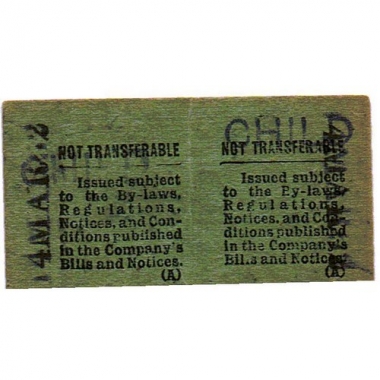 NOT TRANSFERABLE
Issued subject
to the By-laws,
Regulations,
Notices, and Con-
ditions published
in the Company's
Bills and Notices.
(A)
CHILD
NOT TRANSFERABLE
Issued subject
to the By-laws,
Regulations,
Notices, and Con-
ditions published
in the Company's
Bills and Notices.
(A)